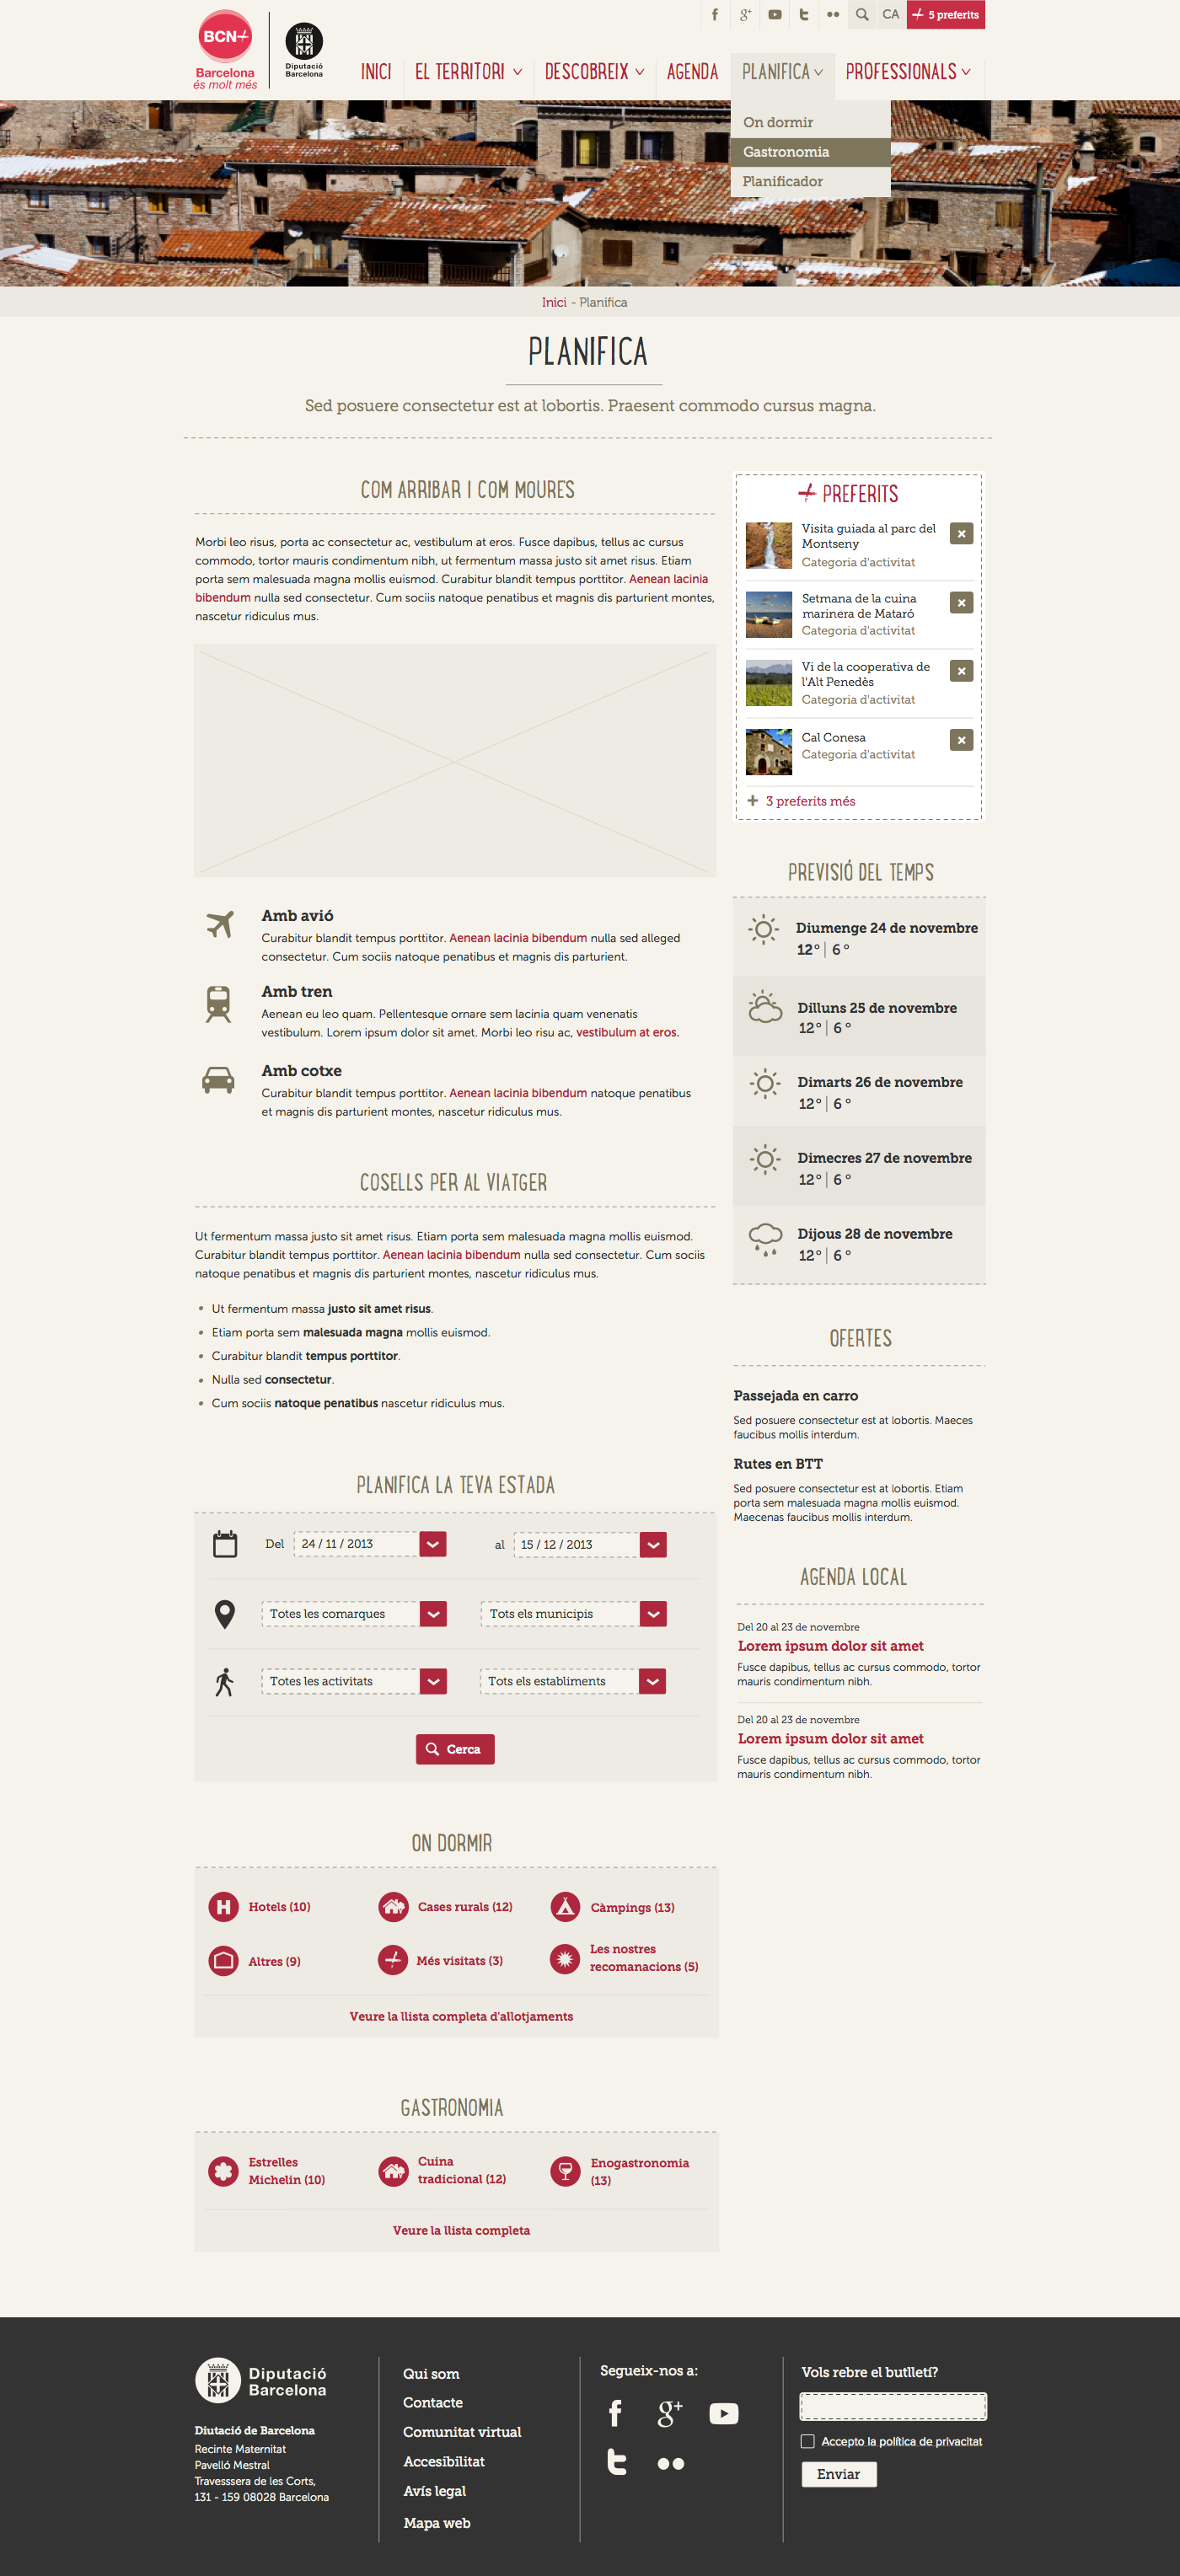 BCN+
Barcelona
és molt més
Diputació
Barcelona
f
g+
CA
5 preferits
INICI
EL TERRITORI
DESCOBREIX
AGENDA
PLANIFICA
PROFESSIONALS
On dormir
Gastronomia
Planificador
Inici - Planifica
PLANIFICA
Sed posuere consectetur est at lobortis. Praesent commodo cursus magna.
COM ARRIBAR I COM MOURES
Morbi leo risus, porta ac consectetur ac, vestibulum at eros. Fusce dapibus, tellus ac cursus
commodo, tortor mauris condimentum nibh, ut fermentum massa justo sit amet risus. Etiam
porta sem malesuada magna mollis euismod. Curabitur blandit tempus porttitor. Aenean lacinia
bibendum nulla sed consectetur. Cum sociis natoque penatibus et magnis dis parturient montes,
nascetur ridiculus mus.
Amb avió
Curabitur blandit tempus porttitor. Aenean lacinia bibendum nulla sed alleged
consectetur. Cum sociis natoque penatibus et magnis dis parturient.
Amb tren
Aenean eu leo quam. Pellentesque ornare sem lacinia quam venenatis
vestibulum. Lorem ipsum dolor sit amet. Morbi leo risu ac, vestibulum at eros.
Amb cotxe
Curabitur blandit tempus porttitor. Aenean lacinia bibendum natoque penatibus
et magnis dis parturient montes, nascetur ridiculus mus.
COSELLS PER AL VIATGER
Ut fermentum massa justo sit amet risus. Etiam porta sem malesuada magna mollis euismod.
Curabitur blandit tempus porttitor. Aenean lacinia bibendum nulla sed consectetur. Cum sociis
natoque penatibus et magnis dis parturient montes, nascetur ridiculus mus.
• Ut fermentum massa justo sit amet risus.
• Etiam porta sem malesuada magna mollis euismod.
• Curabitur blandit tempus porttitor.
• Nulla sed consectetur.
• Cum sociis natoque penatibus nascetur ridiculus mus.
PLANIFICA LA TEVA ESTADA
Del 24 / 11 / 2013
al 15 / 12 / 2013
Totes les comarques
Tots els municipis
Totes les activitats
Tots els establiments
Cerca
ON DORMIR
H
Hotels (10)
Cases rurals (12)
Càmpings (13)
Altres (9)
Més visitats (3)
Les nostres
recomanacions (5)
Veure la llista completa d'allotjaments
GASTRONOMIA
Estrelles
Michelin (10)
Cuina
tradicional (12)
Enogastronomia
(13)
Veure la llista completa
PREFERITS
Visita guiada al parc del
Montseny
Categoria d'activitat
Setmana de la cuina
marinera de Mataró
Categoria d'activitat
Vi de la cooperativa de
l'Alt Penedès
Categoria d'activitat
Cal Conesa
Categoria d'activitat
+ 3 preferits més
PREVISIÓ DEL TEMPS
Diumenge 24 de novembre
12° | 6 °
Dilluns 25 de novembre
12° | 6 °
Dimarts 26 de novembre
12° | 6 °
Dimecres 27 de novembre
12° | 6 °
Dijous 28 de novembre
12° | 6 °
OFERTES
Passejada en carro
Sed posuere consectetur est at lobortis. Maeces
faucibus mollis interdum.
Rutes en BTT
Sed posuere consectetur est at lobortis. Etiam
porta sem malesuada magna mollis euismod.
Maecenas faucibus mollis interdum.
AGENDA LOCAL
Del 20 al 23 de novembre
Lorem ipsum dolor sit amet
Fusce dapibus, tellus ac cursus commodo, tortor
mauris condimentum nibh.
Del 20 al 23 de novembre
Lorem ipsum dolor sit amet
Fusce dapibus, tellus ac cursus commodo, tortor
mauris condimentum nibh.
Diputació
Barcelona
Diutació de Barcelona
Recinte Maternitat
Pavelló Mestral
Travesssera de les Corts,
131 - 159 08028 Barcelona
Qui som
Contacte
Comunitat virtual
Accesibilitat
Avís legal
Mapa web
Segueix-nos a:
f
g+
Vols rebre el butlletí?
Accepto la política de privacitat
Enviar